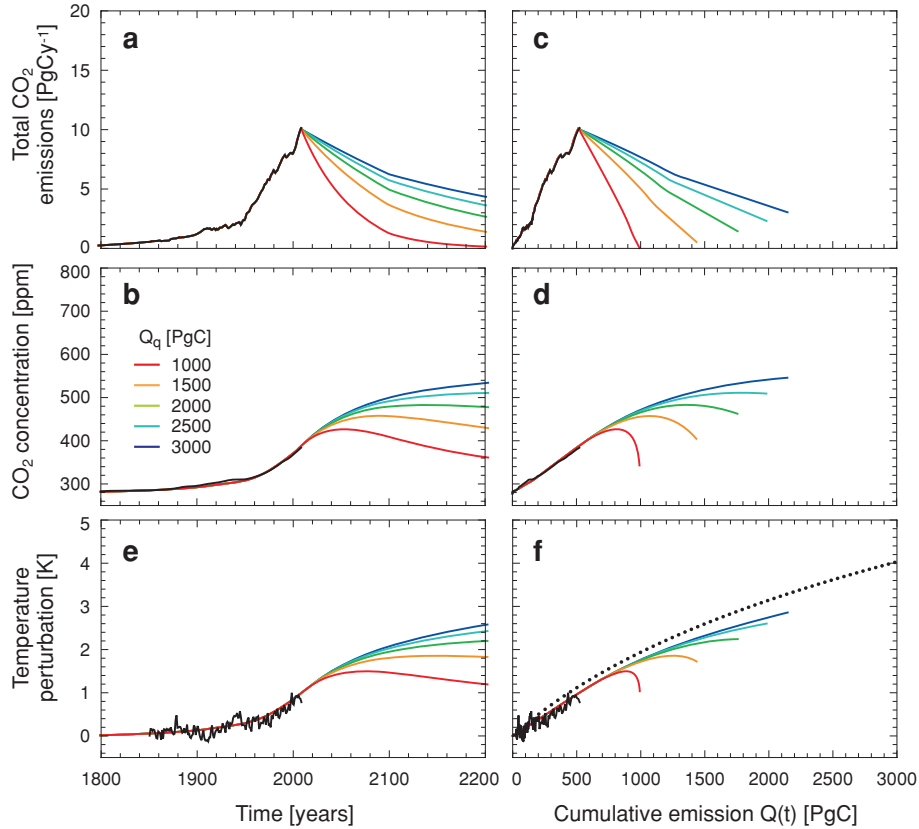 Total CO2 emissions [PgCy-1]
20
15
10
5
0
a
c
CO2 concentration [ppm]
800
700
600
500
400
300
b
d
Qq [PgC]
1000
1500
2000
2500
3000
Temperature perturbation [K]
5
4
3
2
1
0
e
f
1800 1900 2000 2100 2200
0 500 1000 1500 2000 2500 3000
Time [years]
Cumulative emission Q(t) [PgC]